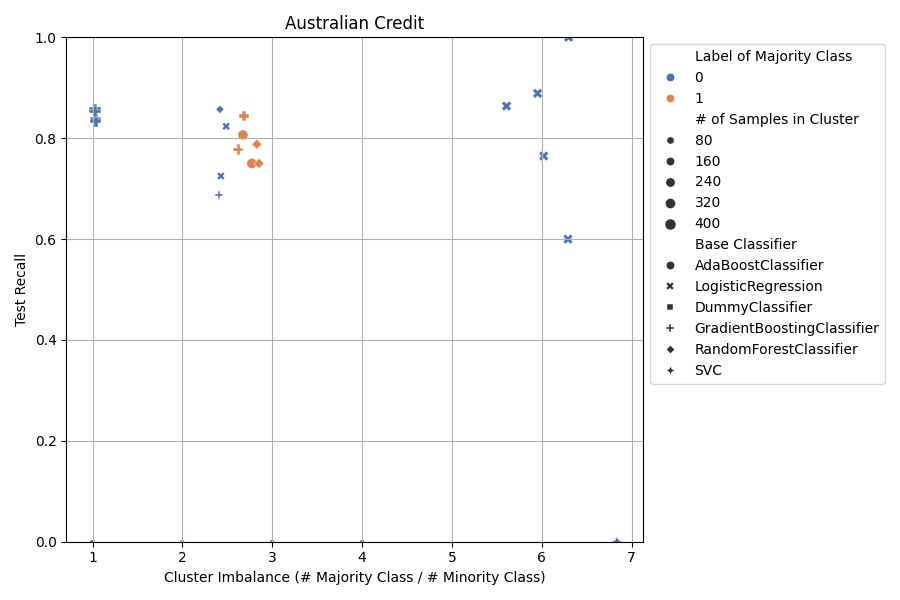 Australian Credit
1.0
0.8
0.6
0.4
0.2
0.0
Test Recall
1 2 3 4 5 6 7
Cluster Imbalance (# Majority Class / # Minority Class)
Label of Majority Class
0
1
# of Samples in Cluster
80
160
240
320
400
Base Classifier
AdaBoostClassifier
LogisticRegression
DummyClassifier
GradientBoostingClassifier
RandomForestClassifier
SVC